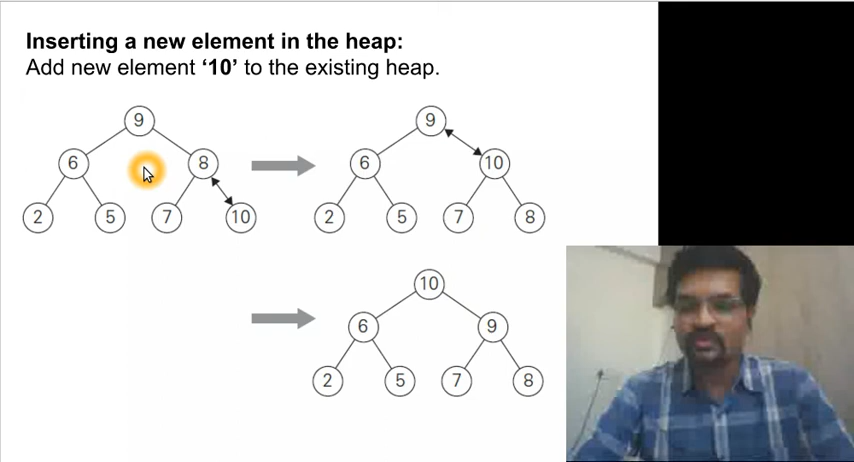 Inserting a new element in the heap:
Add new element ‘10’ to the existing heap.
9
6 8
2 5 7 10
9
6 10
2 5 7 8
10
6 9
2 5 7 8